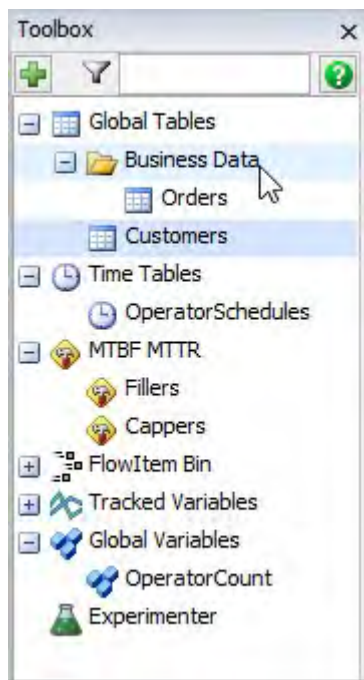 Toolbox
Global Tables
Business Data
Orders
Customers
Time Tables
OperatorSchedules
MTBF MTTR
Fillers
Cappers
FlowItem Bin
Tracked Variables
Global Variables
OperatorCount
Experimenter